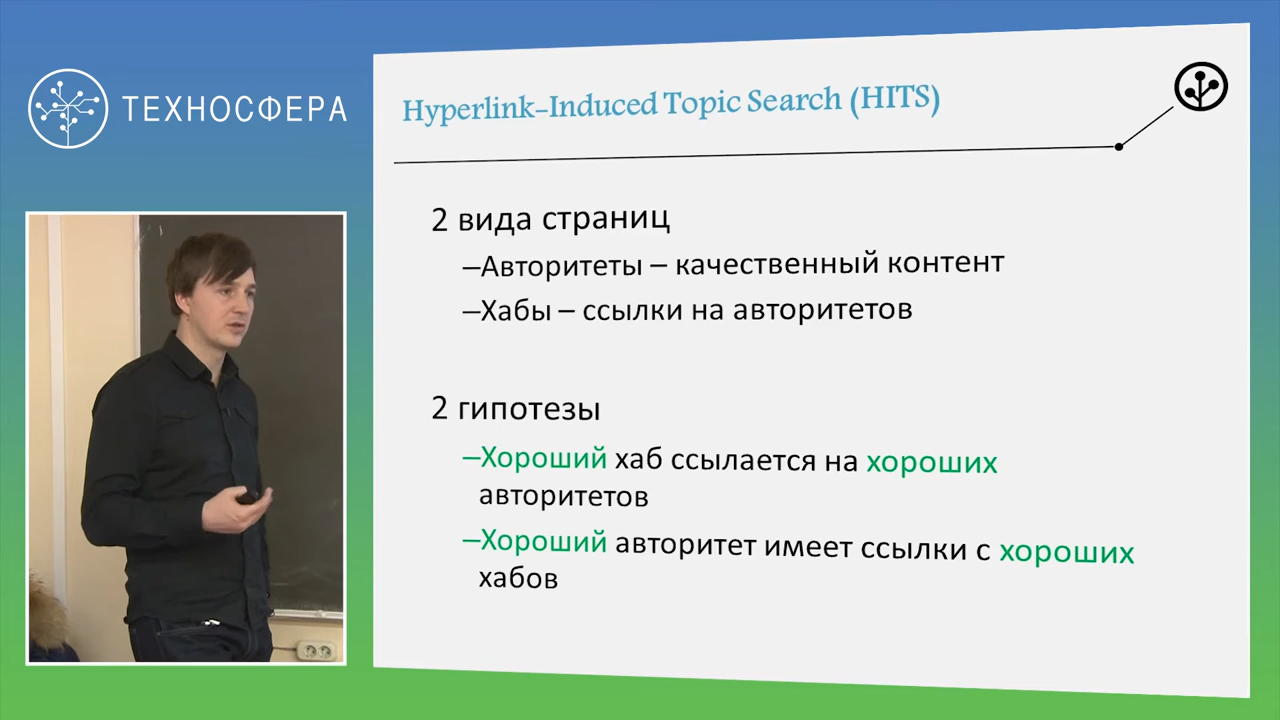 ТЕХНОСФЕРА
Hyperlink-Induced Topic Search (HITS)
2 вида страниц
–Авторитеты – качественный контент
–Хабы – ссылки на авторитетов
2 гипотезы
–Хороший хаб ссылается на хороших
авторитетов
–Хороший авторитет имеет ссылки с хороших
хабов